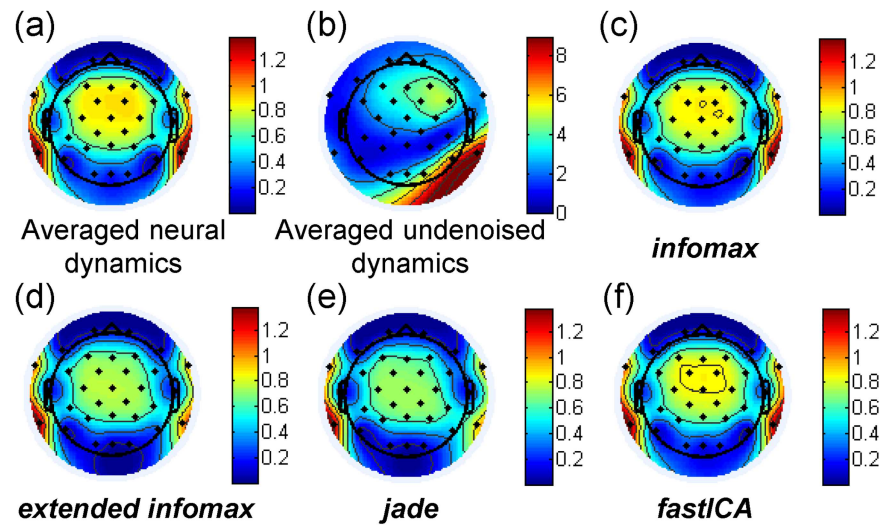 (a)
1.2
1
0.8
0.6
0.4
0.2
Averaged neural
dynamics
(b)
8
6
4
2
0
Averaged undenoised
dynamics
(c)
1.2
1
0.8
0.6
0.4
0.2
infomax
(d)
1.2
1
0.8
0.6
0.4
0.2
extended infomax
(e)
1.2
1
0.8
0.6
0.4
0.2
jade
(f)
1.2
1
0.8
0.6
0.4
0.2
fastICA